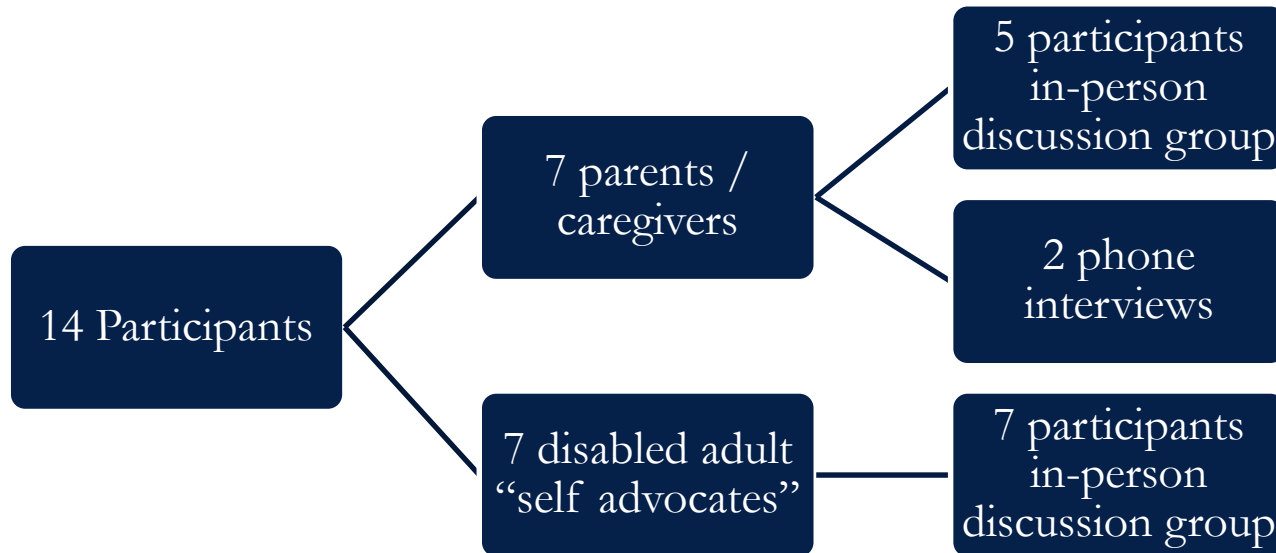 14 Participants
7 parents /
caregivers
5 participants
in-person
discussion group
2 phone
interviews
7 disabled adult
“self advocates”
7 participants
in-person
discussion group